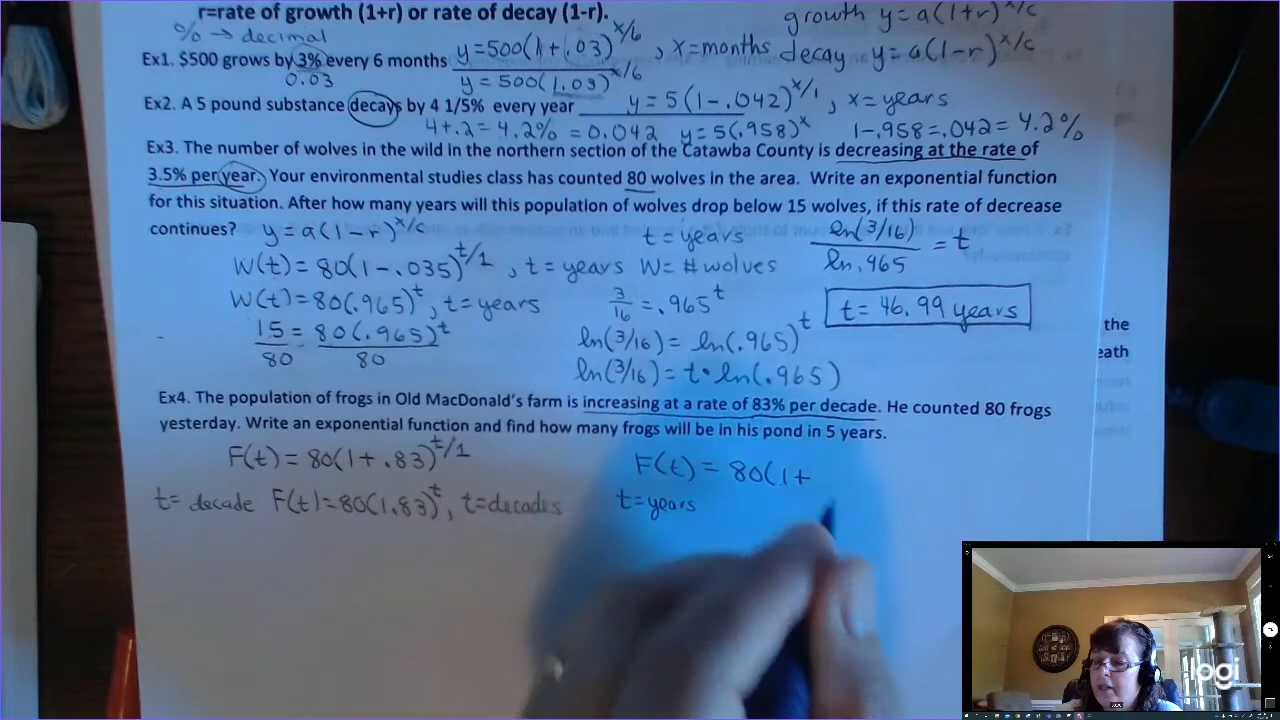 r=rate of growth (1+r) or rate of decay (1-r).
growth y=a(1+r)^x/c
% → decimal
Ex1. $500 grows by 3% every 6 months y=500(1+.03)^x/6, x=months decay y=a(1-r)^x/c
0.03 y=500(1.03)^x/6
Ex2. A 5 pound substance decays by 4 1/5% every year y=5(1-.042)^x/1, x=years
4+.2=4.2%=0.042 y=5(.958)^x 1-.958=.042=4.2%
Ex3. The number of wolves in the wild in the northern section of the Catawba County is decreasing at the rate of
3.5% per year. Your environmental studies class has counted 80 wolves in the area. Write an exponential function
for this situation. After how many years will this population of wolves drop below 15 wolves, if this rate of decrease
continues? y=a(1-r)^x/c t=years ln(3/16)/ln.965=t
W(t)=80(1-.035)^t/1, t=years W=#wolves
W(t)=80(.965)^t, t=years 3/16=.965^t t=46.99 years
15/80=80(.965)^t/80 ln(3/16)=ln(.965)^t
the
eath
ln(3/16)=t•ln(.965)
Ex4. The population of frogs in Old MacDonald's farm is increasing at a rate of 83% per decade. He counted 80 frogs
yesterday. Write an exponential function and find how many frogs will be in his pond in 5 years.
F(t)=80(1+.83)^t/1 F(t)=80(1+
t=decade F(t)=80(1.83)^t, t=decades t=years
logi